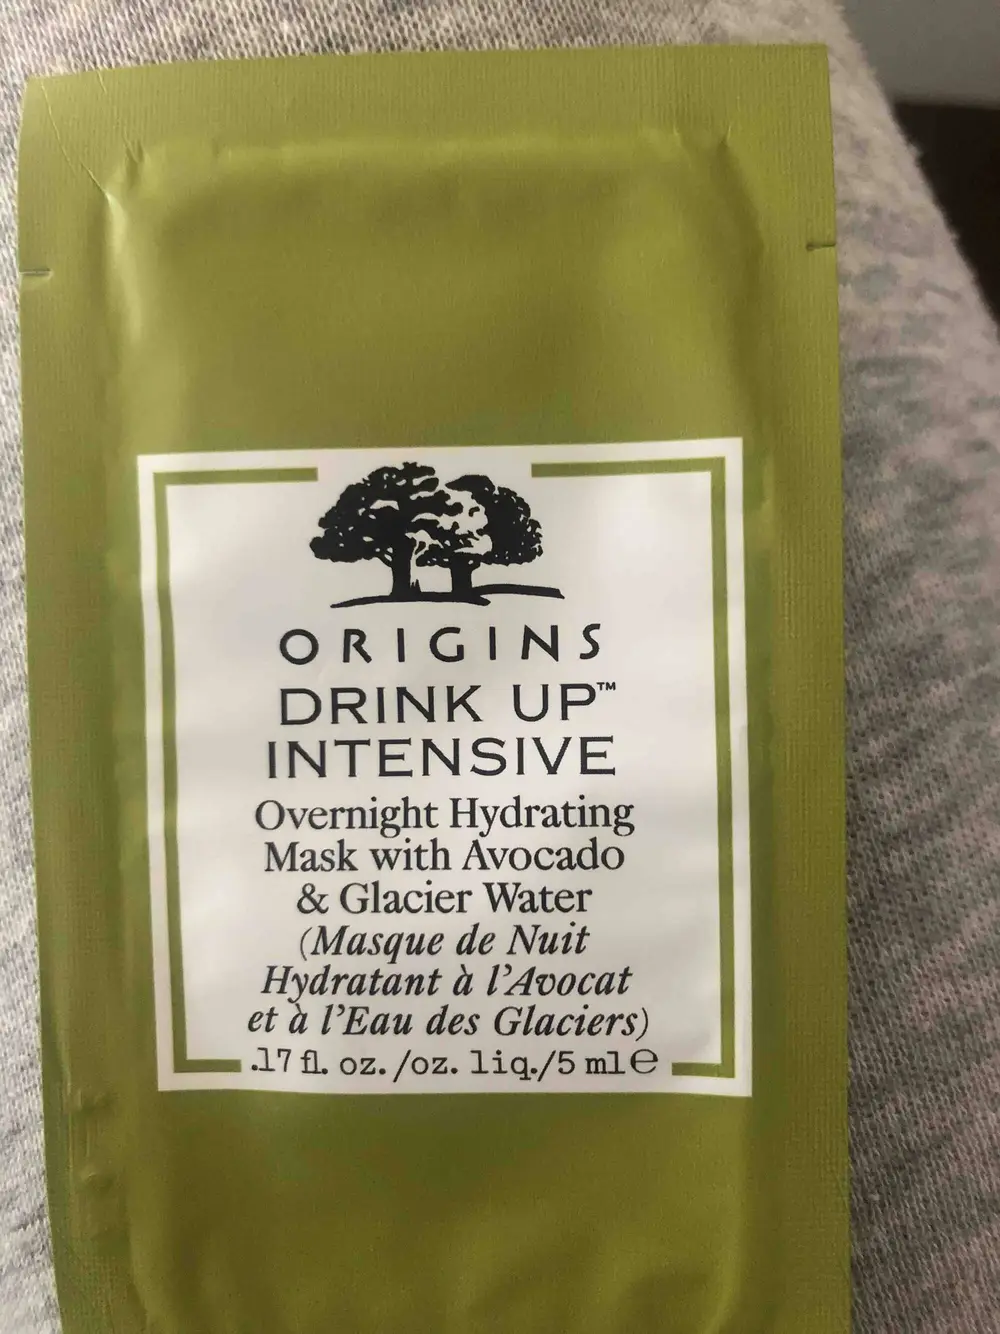 ORIGINS
DRINK UP™
INTENSIVE
Overnight Hydrating
Mask with Avocado
& Glacier Water
(Masque de Nuit
Hydratant à l'Avocat
et à l'Eau des Glaciers)
.17 fl. oz./oz. liq./5 ml℮